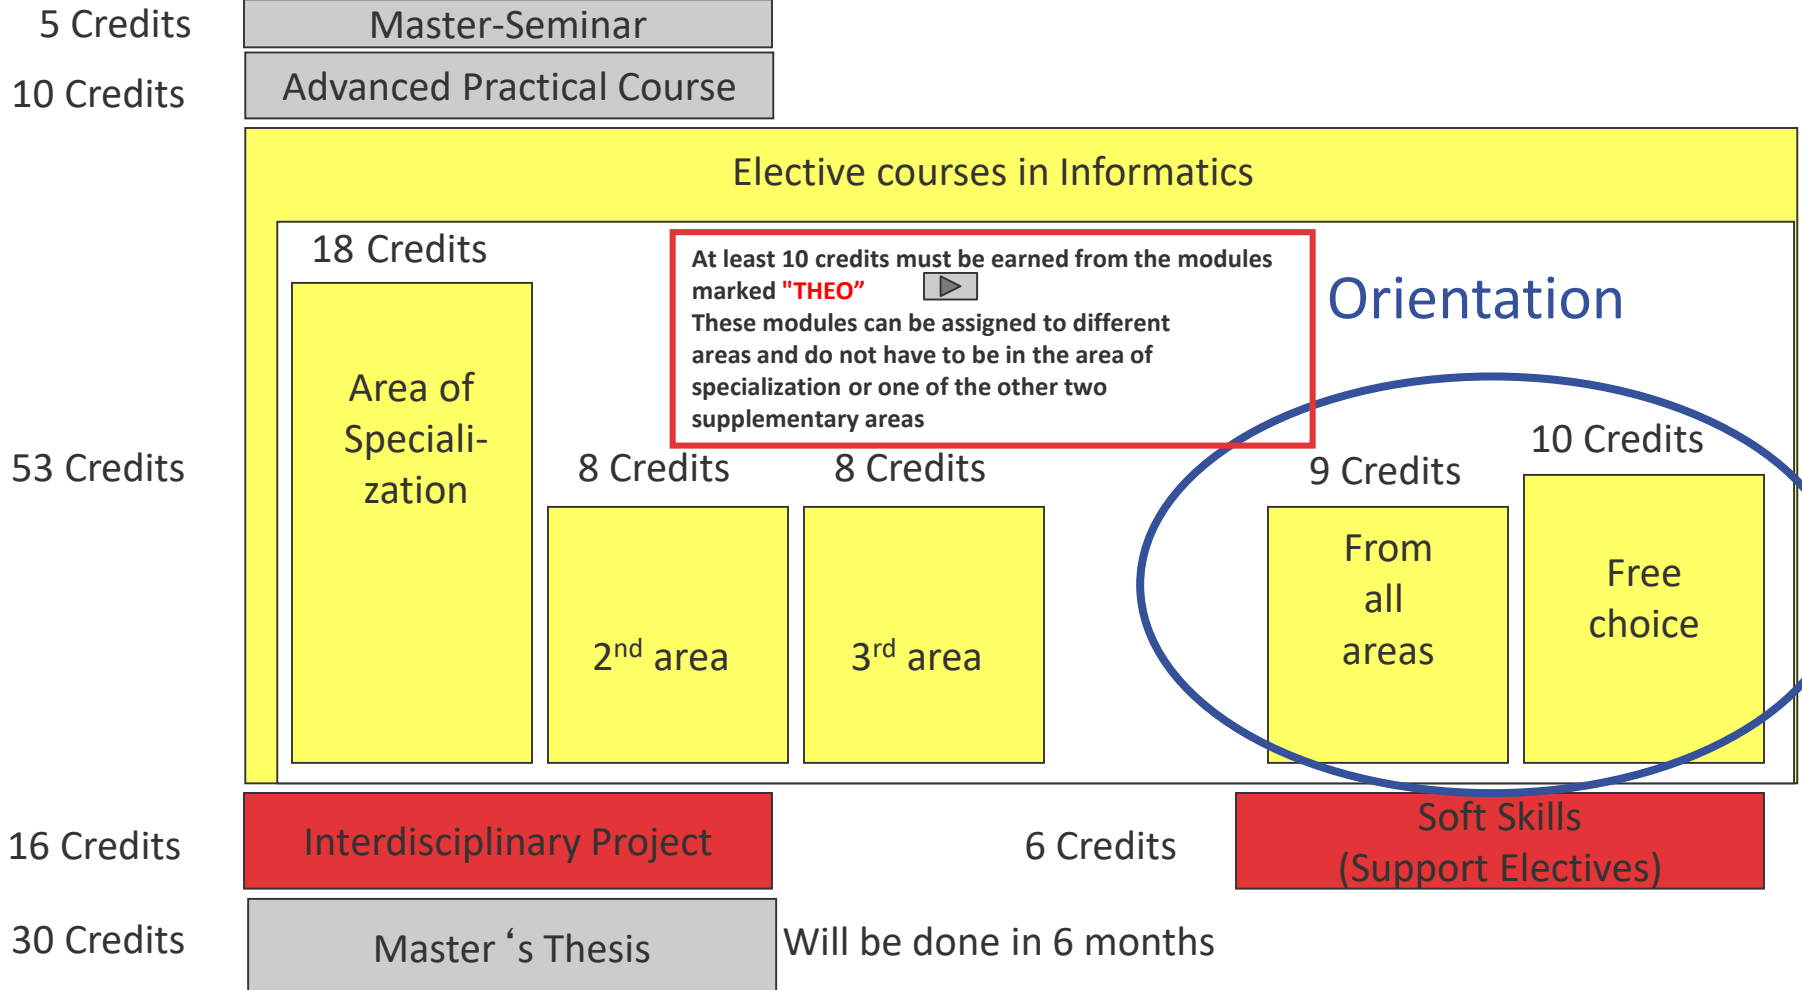 5 Credits
Master-Seminar
10 Credits
Advanced Practical Course
Elective courses in Informatics
53 Credits
18 Credits
Area of
Speciali-
zation
At least 10 credits must be earned from the modules
marked "THEO”
These modules can be assigned to different
areas and do not have to be in the area of
specialization or one of the other two
supplementary areas
Orientation
8 Credits
2nd area
8 Credits
3rd area
9 Credits
From
all
areas
10 Credits
Free
choice
16 Credits
Interdisciplinary Project
6 Credits
Soft Skills
(Support Electives)
30 Credits
Master ‘s Thesis
Will be done in 6 months